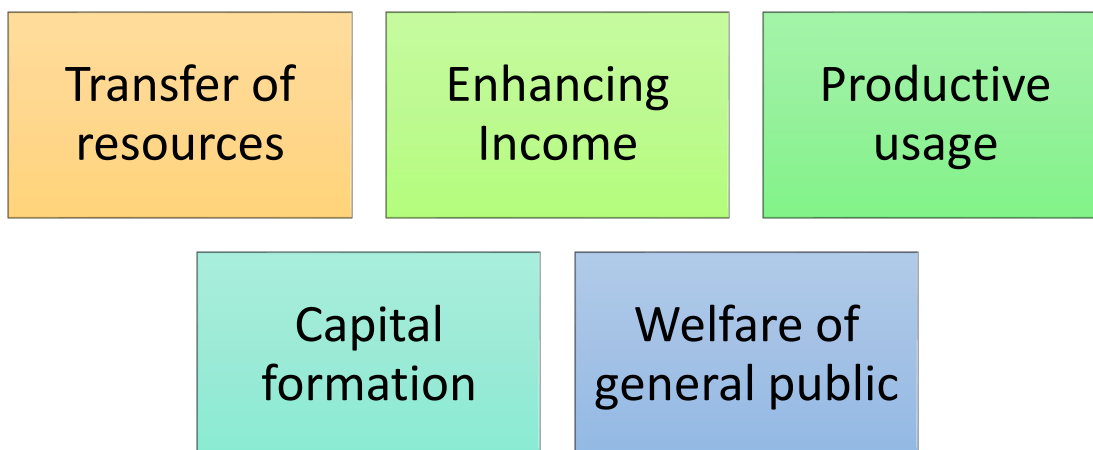 Transfer of
resources
Enhancing
Income
Productive
usage
Capital
formation
Welfare of
general public